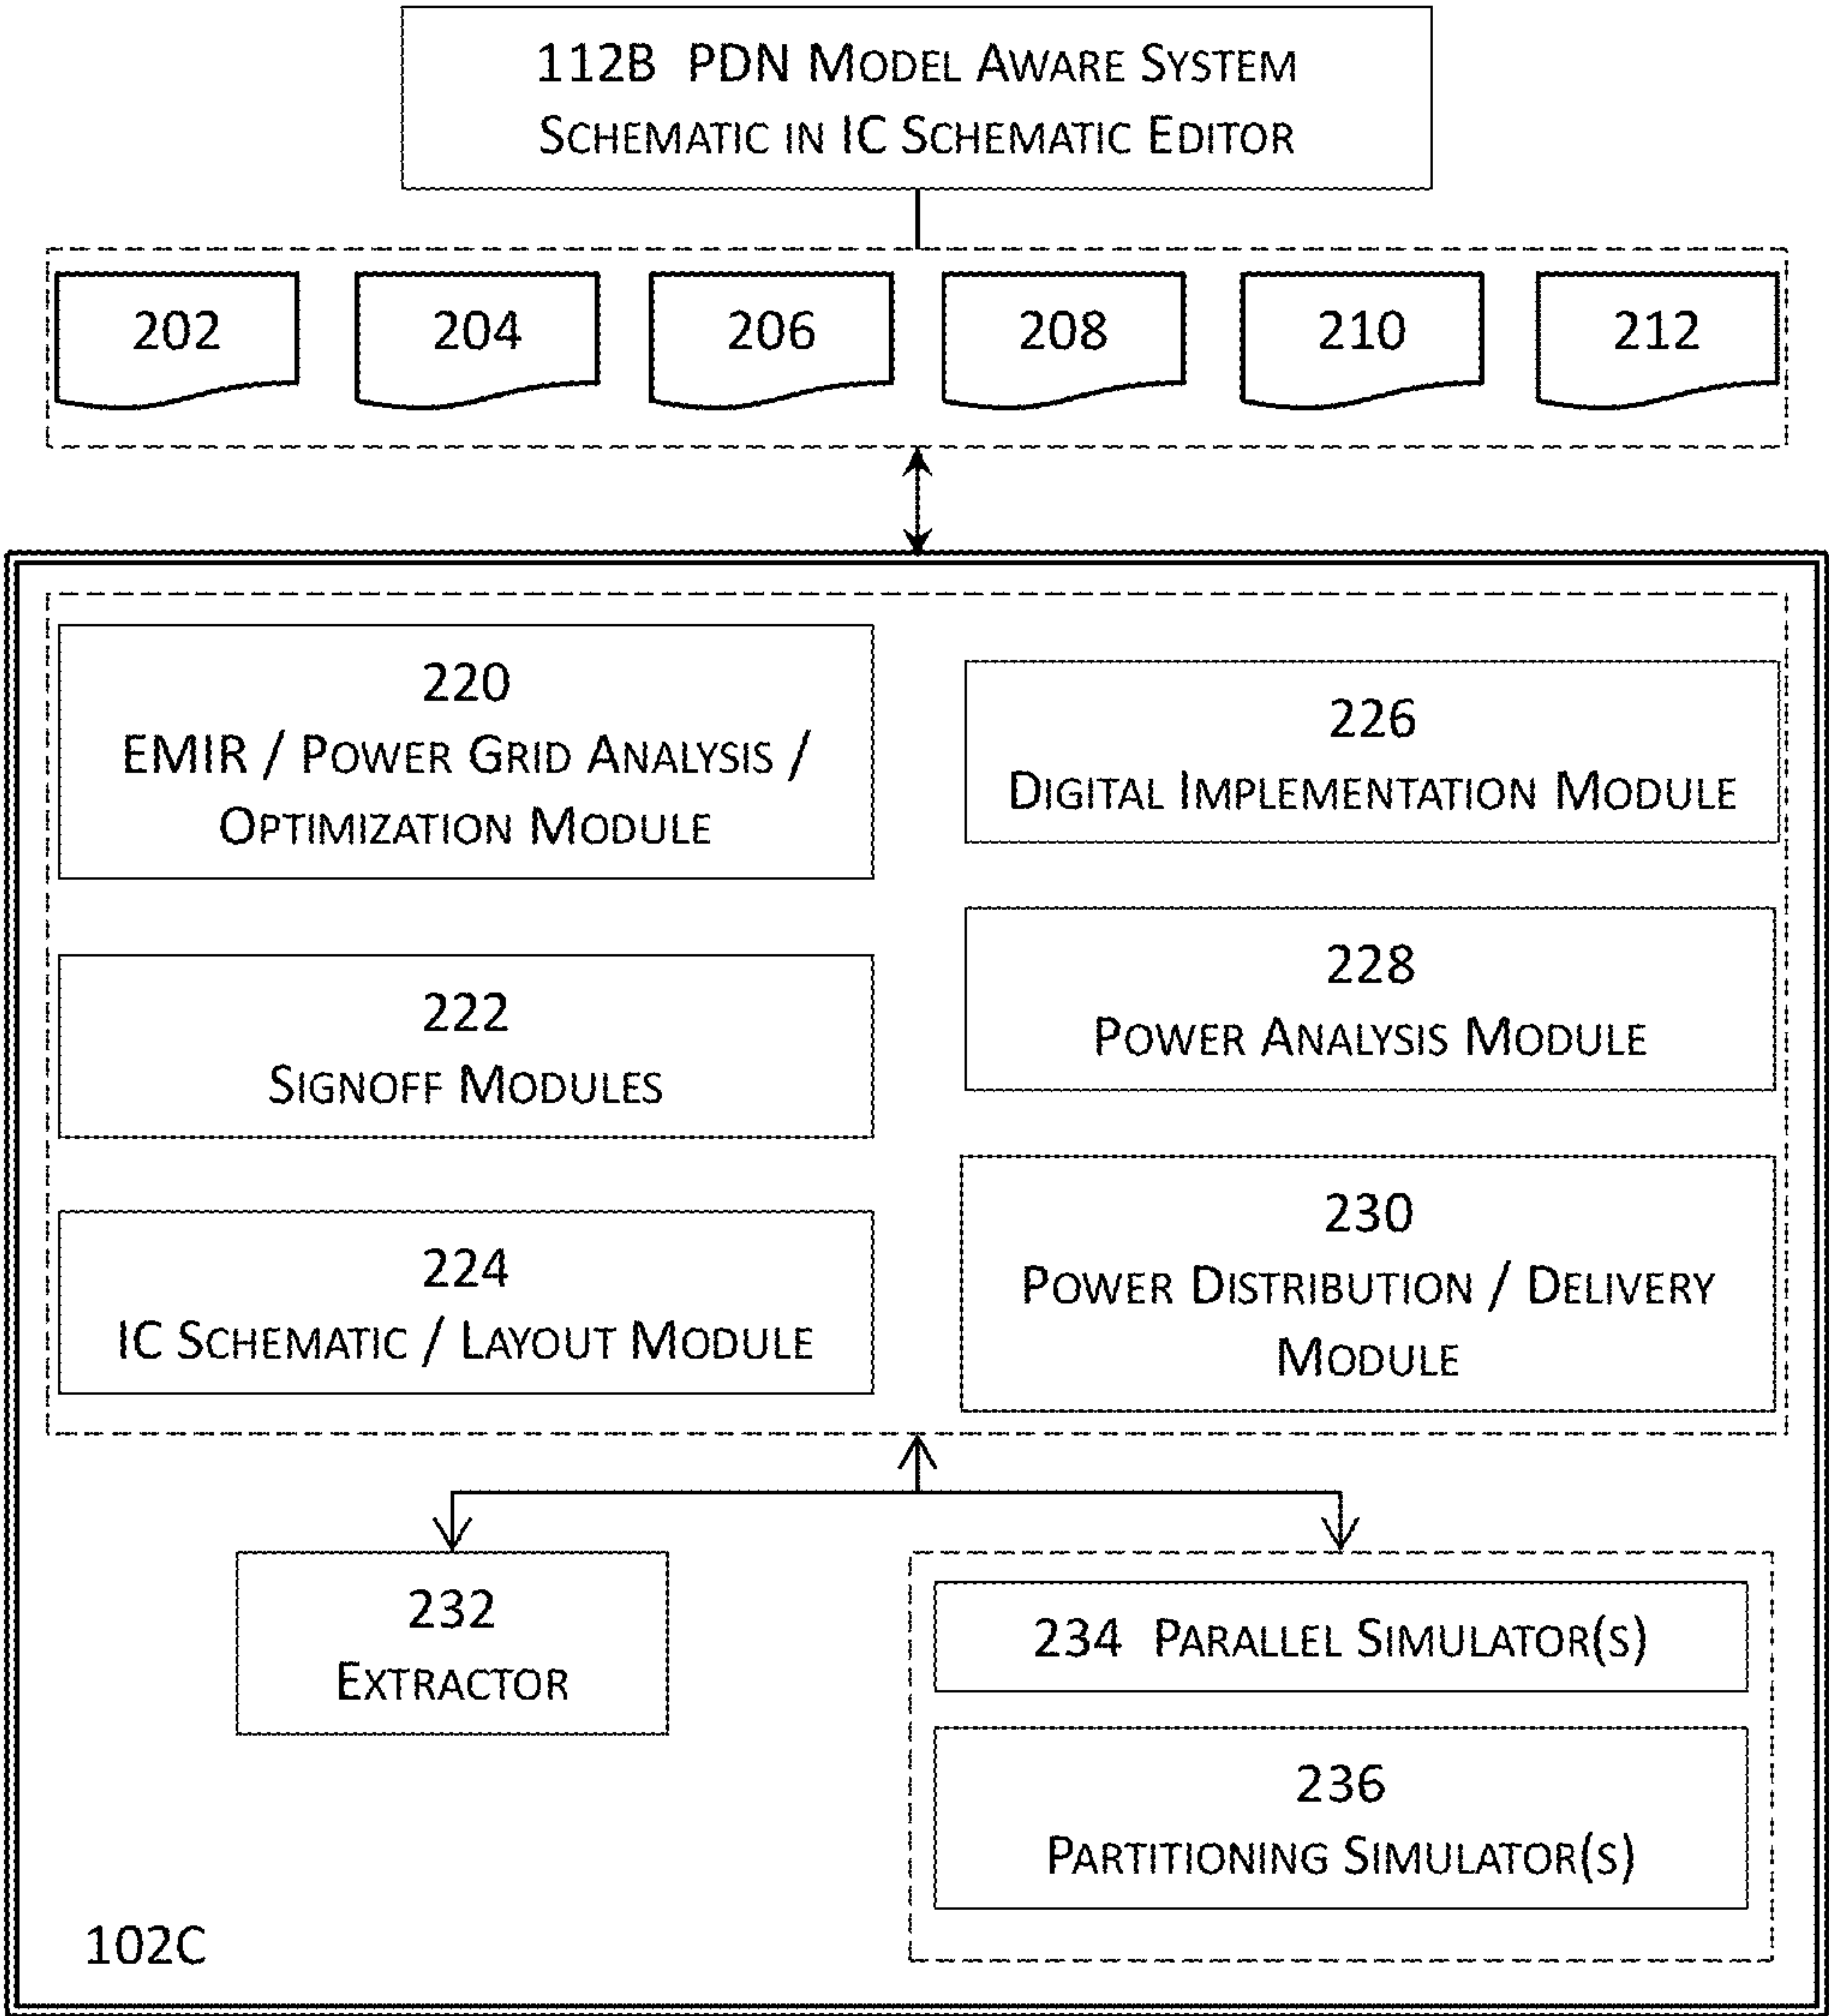 112B PDN MODEL AWARE SYSTEM
SCHEMATIC IN IC SCHEMATIC EDITOR
202
204
206
208
210
212
220
EMIR / POWER GRID ANALYSIS /
OPTIMIZATION MODULE
222
SIGNOFF MODULES
224
IC SCHEMATIC / LAYOUT MODULE
226
DIGITAL IMPLEMENTATION MODULE
228
POWER ANALYSIS MODULE
230
POWER DISTRIBUTION / DELIVERY
MODULE
232
EXTRACTOR
234 PARALLEL SIMULATOR(S)
236
PARTITIONING SIMULATOR(S)
102C